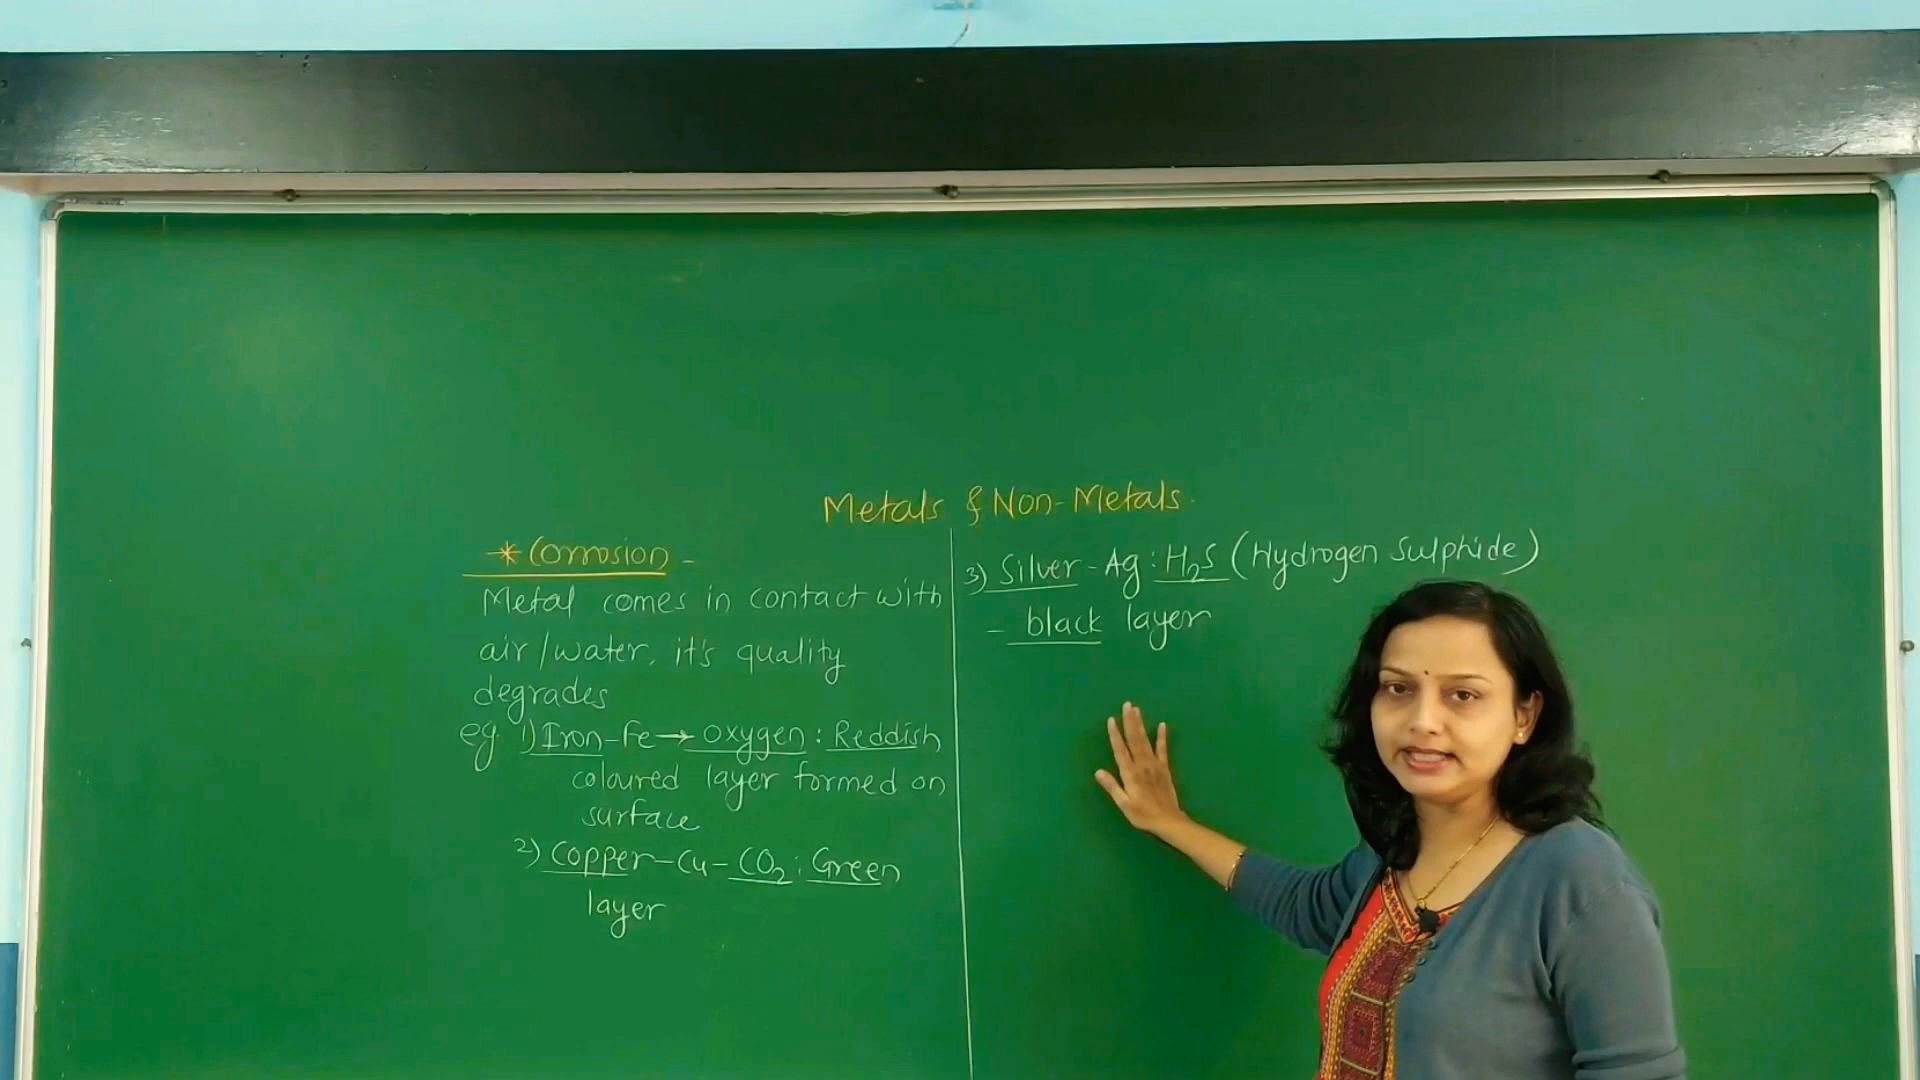 Metals & Non-Metals.
* Corrosion -
Metal comes in contact with
air/water, it's quality
degrades
eg. 1) Iron-Fe→oxygen: Reddish
coloured layer formed on
surface
2) Copper-Cu-CO₂: Green
layer
3) Silver-Ag: H₂S (Hydrogen Sulphide)
- black layer